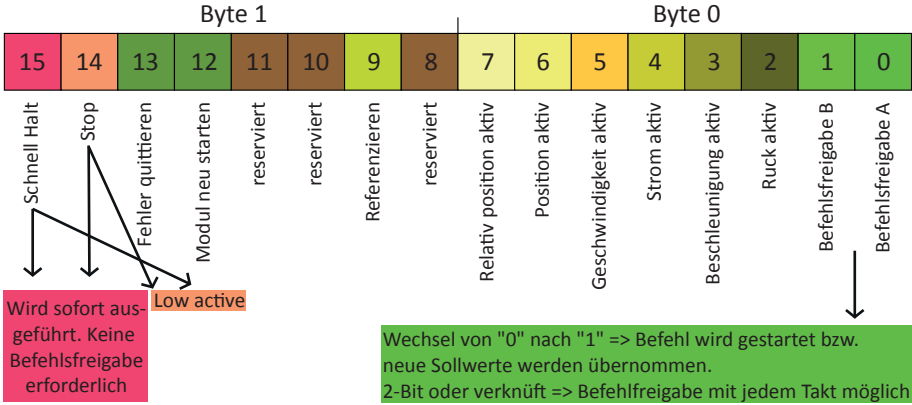 Byte 1
Byte 0
15 14 13 12 11 10 9 8 7 6 5 4 3 2 1 0
Schnell Halt
Stop
Fehler quittieren
Modul neu starten
reserviert
reserviert
Referenzieren
reserviert
Relativ position aktiv
Position aktiv
Geschwindigkeit aktiv
Strom aktiv
Beschleunigung aktiv
Ruck aktiv
Befehlsfreigabe B
Befehlsfreigabe A
Wird sofort aus-
geführt. Keine
Befehlsfreigabe
erforderlich
Low active
Wechsel von "0" nach "1" => Befehl wird gestartet bzw.
neue Sollwerte werden übernommen.
2-Bit oder verknüft => Befehlfreigabe mit jedem Takt möglich